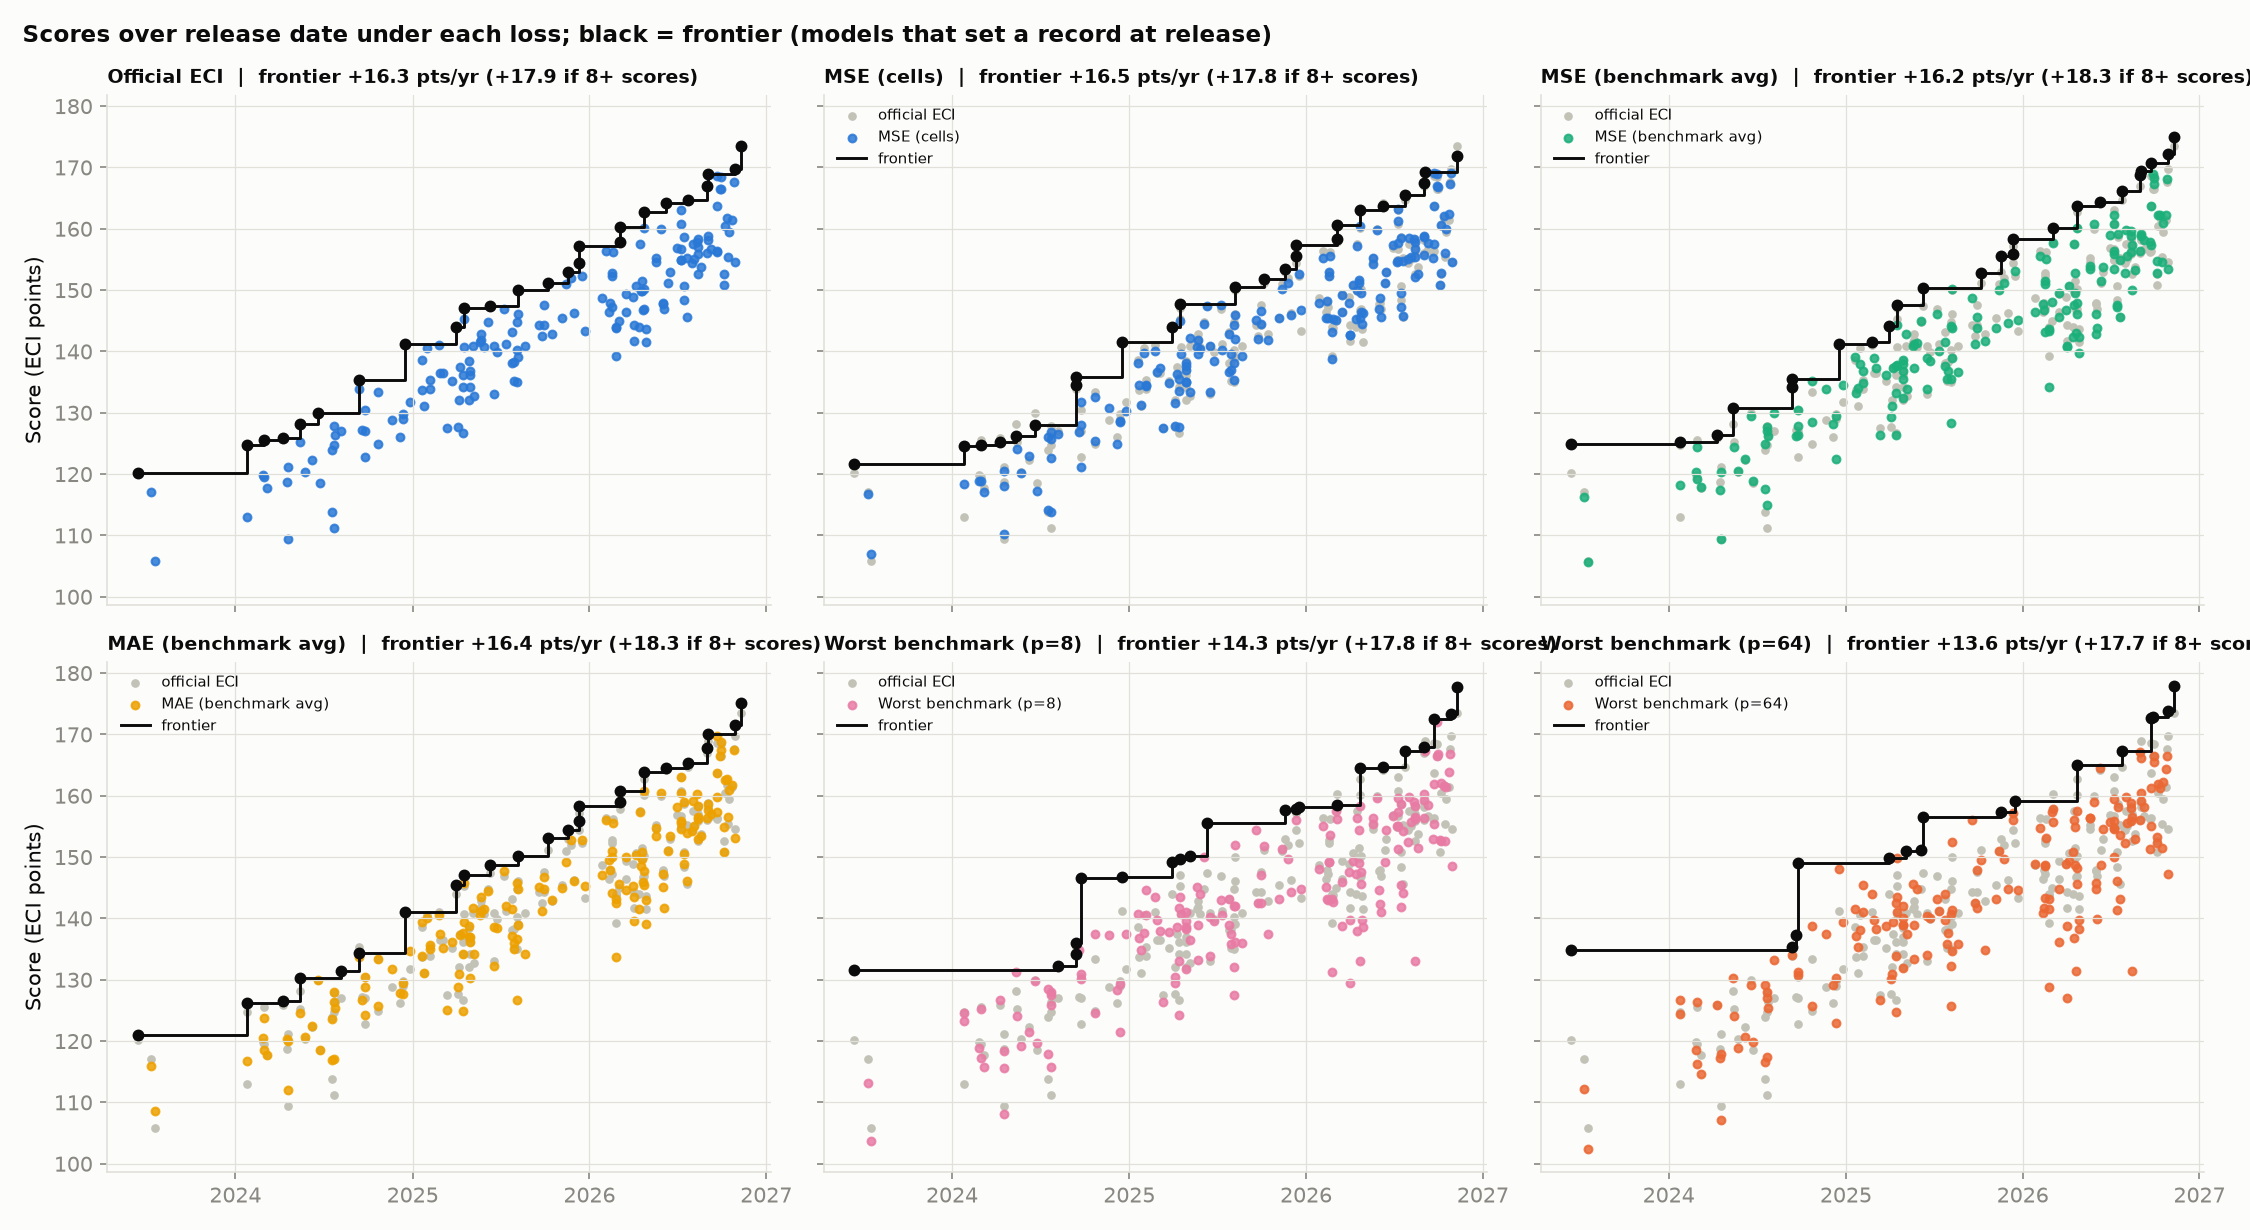 Scores over release date under each loss; black = frontier (models that set a record at release)
Official ECI | frontier +16.3 pts/yr (+17.9 if 8+ scores)
MSE (cells) | frontier +16.5 pts/yr (+17.8 if 8+ scores)
MSE (benchmark avg) | frontier +16.2 pts/yr (+18.3 if 8+ scores)
Score (ECI points)
180
170
160
150
140
130
120
110
100
official ECI
MSE (cells)
frontier
official ECI
MSE (benchmark avg)
frontier
MAE (benchmark avg) | frontier +16.4 pts/yr (+18.3 if 8+ scores)
Worst benchmark (p=8) | frontier +14.3 pts/yr (+17.8 if 8+ scores)
Worst benchmark (p=64) | frontier +13.6 pts/yr (+17.7 if 8+ scor
Score (ECI points)
180
170
160
150
140
130
120
110
100
official ECI
MAE (benchmark avg)
frontier
official ECI
Worst benchmark (p=8)
frontier
official ECI
Worst benchmark (p=64)
frontier
2024 2025 2026 2027
2024 2025 2026 2027
2024 2025 2026 2027